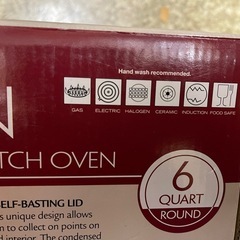 Hand wash recommended.
GAS ELECTRIC HALOGEN CERAMIC INDUCTION FOOD SAFE
N
TCH OVEN
6
QUART
ROUND
SELF-BASTING LID
s unique design allows
n to collect on points on
d interior. The condensed